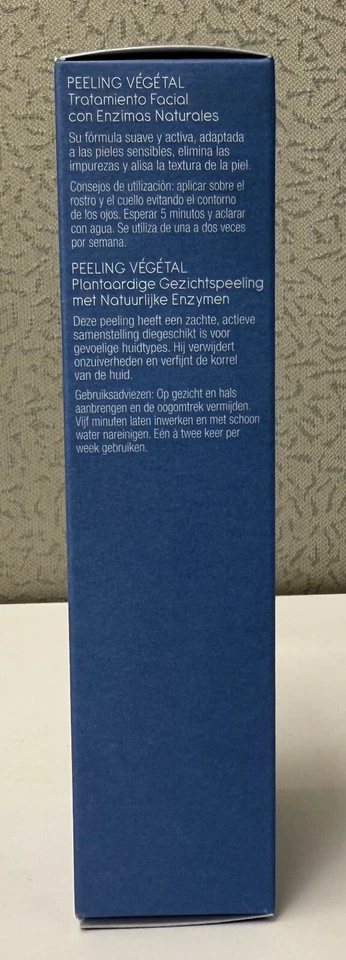 PEELING VÉGÉTAL
Tratamiento Facial
con Enzimas Naturales
Su fórmula suave y activa, adaptada
a las pieles sensibles, elimina las
impurezas y alisa la textura de la piel.
Consejos de utilización: aplicar sobre el
rostro y el cuello evitando el contorno
de los ojos. Esperar 5 minutos y aclarar
con agua. Se utiliza de una a dos veces
por semana.
PEELING VÉGÉTAL
Plantaardige Gezichtspeeling
met Natuurlijke Enzymen
Deze peeling heeft een zachte, actieve
samenstelling diegeschikt is voor
gevoelige huidtypes. Hij verwijdert
onzuiverheden en verfijnt de korrel
van de huid.
Gebruiksadviezen: Op gezicht en hals
aanbrengen en de oogomtrek vermijden.
Vijf minuten laten inwerken en met schoon
water nareinigen. Eén à twee keer per
week gebruiken.